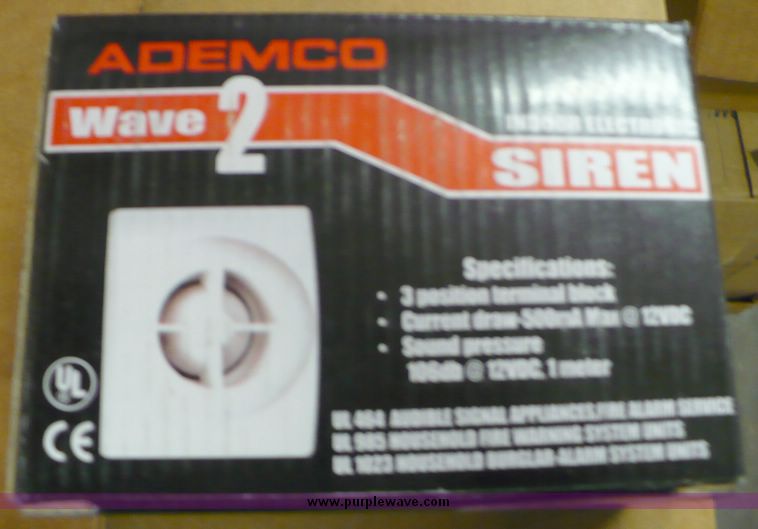 ADEMCO
Wave 2
INDOOR ELECTRONIC
SIREN
Specifications:
• 3 position terminal block
• Current draw-500mA Max @ 12VDC
• Sound pressure
106db @ 12VDC, 1 meter
UL
CE
UL 464 AUDIBLE SIGNAL APPLIANCES/FIRE ALARM SERVICE
UL 985 HOUSEHOLD FIRE WARNING SYSTEM UNITS
UL 1023 HOUSEHOLD BURGLAR-ALARM SYSTEM UNITS
www.purplewave.com